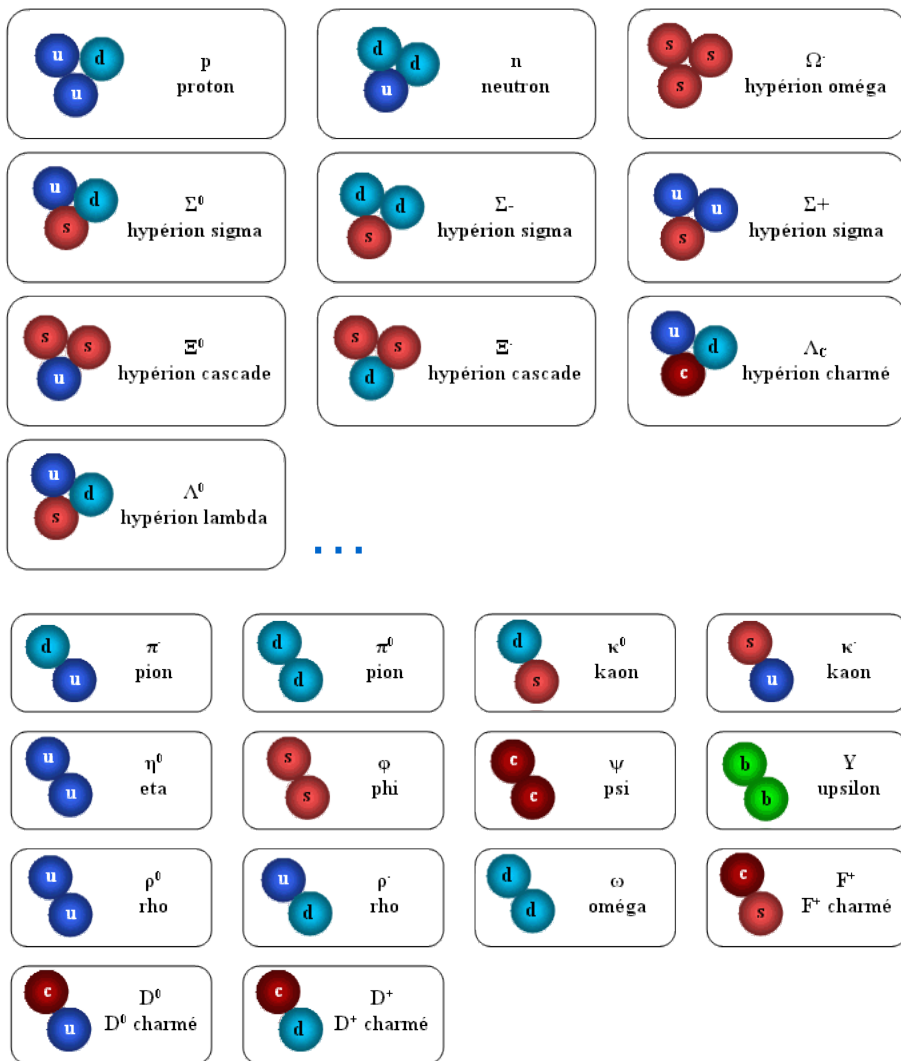 u d u
p
proton
d d u
n
neutron
s s s
Ω⁻
hypérion oméga
u d s
Σ⁰
hypérion sigma
d d s
Σ-
hypérion sigma
u u s
Σ+
hypérion sigma
s s u
Ξ⁰
hypérion cascade
s s d
Ξ⁻
hypérion cascade
u d c
Λc
hypérion charmé
u d s
Λ⁰
hypérion lambda
...
d u
π⁻
pion
d d
π⁰
pion
d s
κ⁰
kaon
s u
κ⁻
kaon
u u
η⁰
eta
s s
φ
phi
c c
ψ
psi
b b
Υ
upsilon
u u
ρ⁰
rho
u d
ρ⁻
rho
d d
ω
oméga
c s
F⁺
F⁺ charmé
c u
D⁰
D⁰ charmé
c d
D⁺
D⁺ charmé